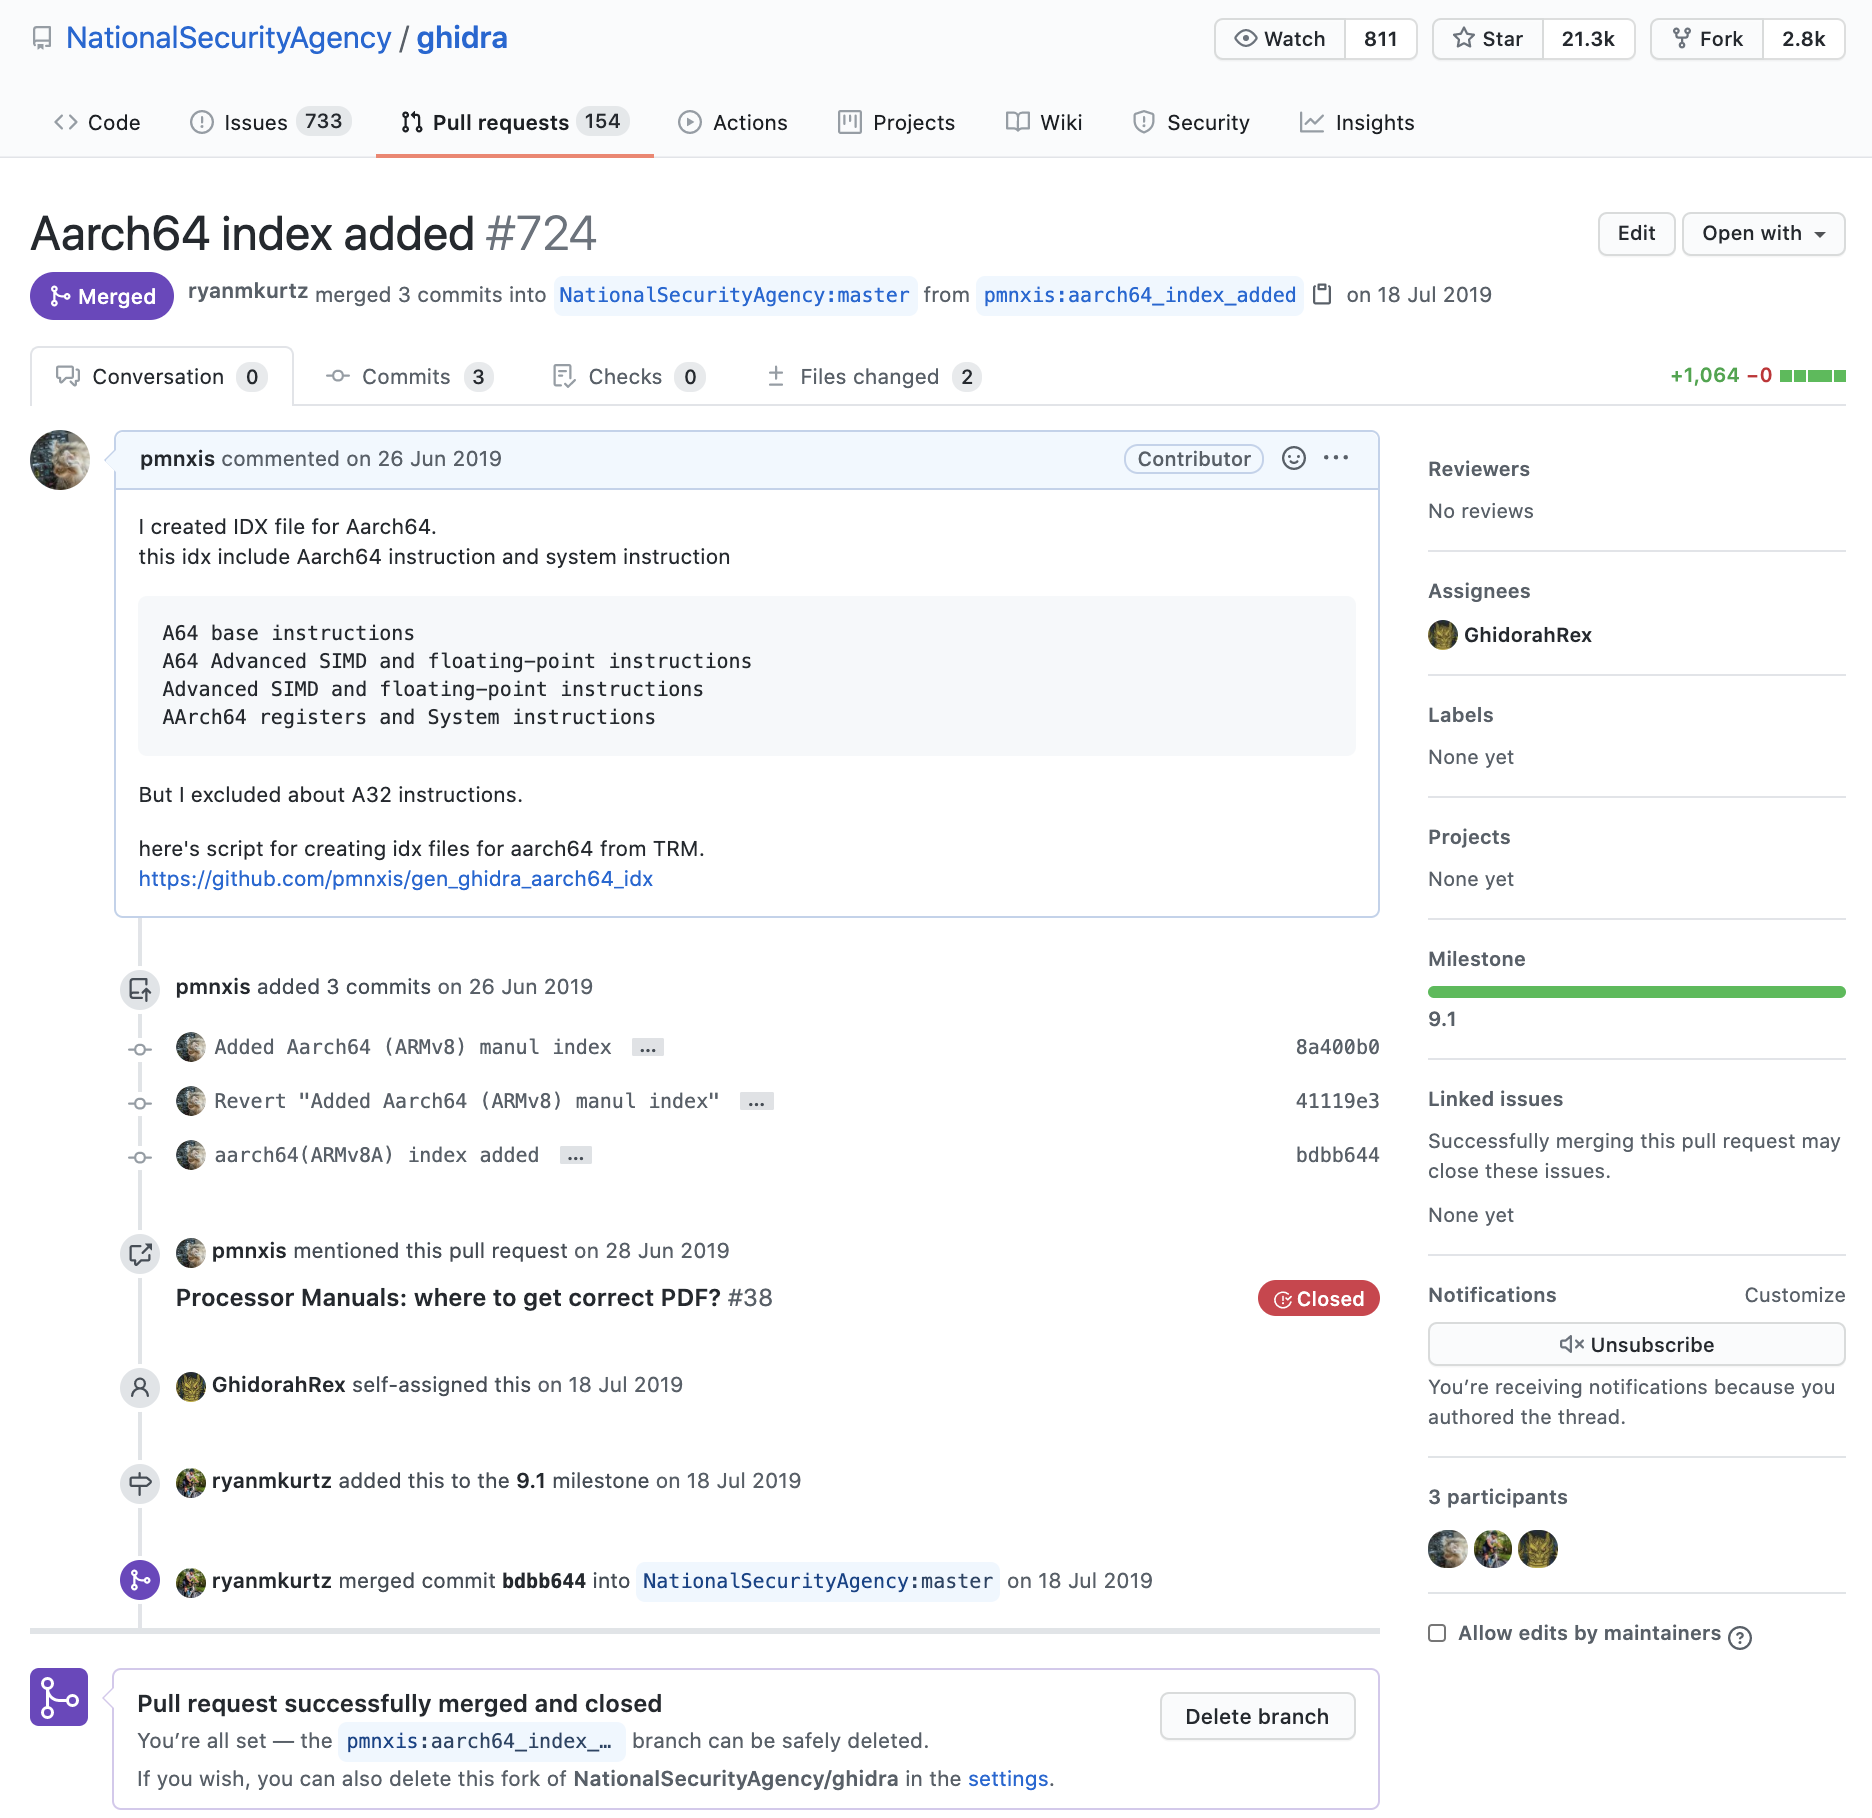 NationalSecurityAgency / ghidra
Watch 811 Star 21.3k Fork 2.8k
Code Issues 733 Pull requests 154 Actions Projects Wiki Security Insights
Aarch64 index added #724
Edit Open with
Merged ryanmkurtz merged 3 commits into NationalSecurityAgency:master from pmnxis:aarch64_index_added on 18 Jul 2019
Conversation 0 Commits 3 Checks 0 Files changed 2 +1,064 −0
pmnxis commented on 26 Jun 2019 Contributor ...
I created IDX file for Aarch64.
this idx include Aarch64 instruction and system instruction
A64 base instructions
A64 Advanced SIMD and floating-point instructions
Advanced SIMD and floating-point instructions
AArch64 registers and System instructions
But I excluded about A32 instructions.
here's script for creating idx files for aarch64 from TRM.
https://github.com/pmnxis/gen_ghidra_aarch64_idx
pmnxis added 3 commits on 26 Jun 2019
Added Aarch64 (ARMv8) manul index ... 8a400b0
Revert "Added Aarch64 (ARMv8) manul index" ... 41119e3
aarch64(ARMv8A) index added ... bdbb644
pmnxis mentioned this pull request on 28 Jun 2019
Processor Manuals: where to get correct PDF? #38 Closed
GhidorahRex self-assigned this on 18 Jul 2019
ryanmkurtz added this to the 9.1 milestone on 18 Jul 2019
ryanmkurtz merged commit bdbb644 into NationalSecurityAgency:master on 18 Jul 2019
Pull request successfully merged and closed
You’re all set — the pmnxis:aarch64_index_… branch can be safely deleted.
If you wish, you can also delete this fork of NationalSecurityAgency/ghidra in the settings.
Delete branch
Reviewers
No reviews
Assignees
GhidorahRex
Labels
None yet
Projects
None yet
Milestone
9.1
Linked issues
Successfully merging this pull request may
close these issues.
None yet
Notifications Customize
Unsubscribe
You’re receiving notifications because you
authored the thread.
3 participants
Allow edits by maintainers ?